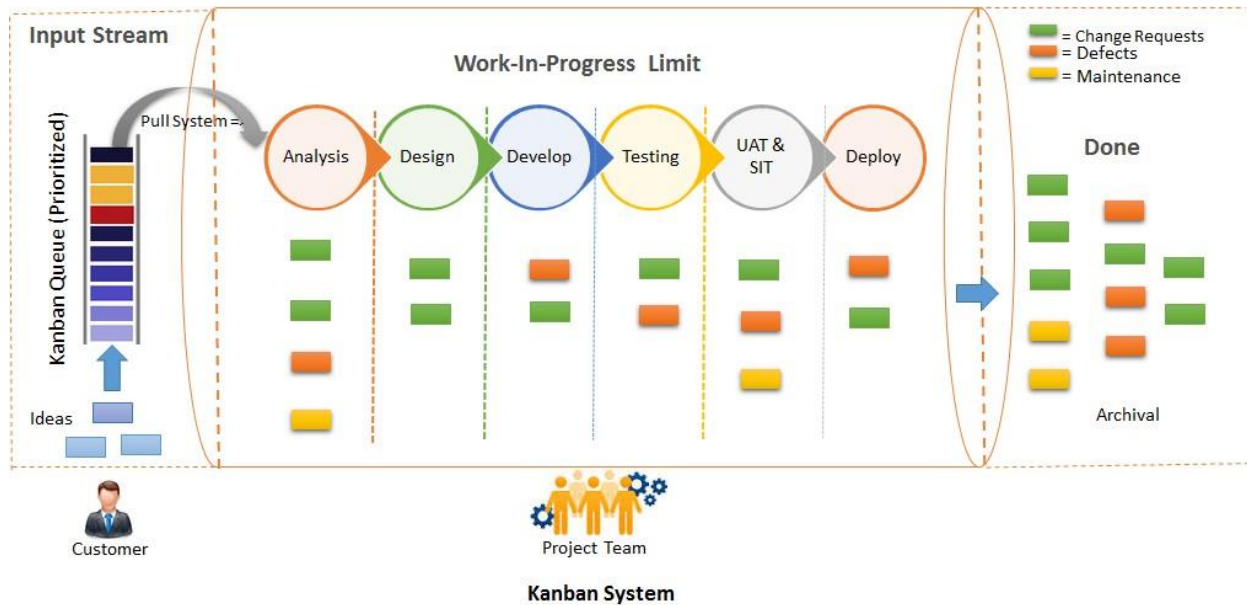 Input Stream
Work-In-Progress Limit
= Change Requests
= Defects
= Maintenance
Pull System =>
Kanban Queue (Prioritized)
Analysis
Design
Develop
Testing
UAT &
SIT
Deploy
Done
Ideas
Archival
Customer
Project Team
Kanban System